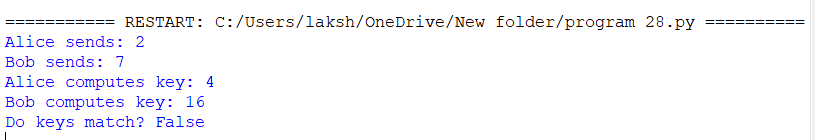 =========== RESTART: C:/Users/laksh/OneDrive/New folder/program 28.py ==========
Alice sends: 2
Bob sends: 7
Alice computes key: 4
Bob computes key: 16
Do keys match? False